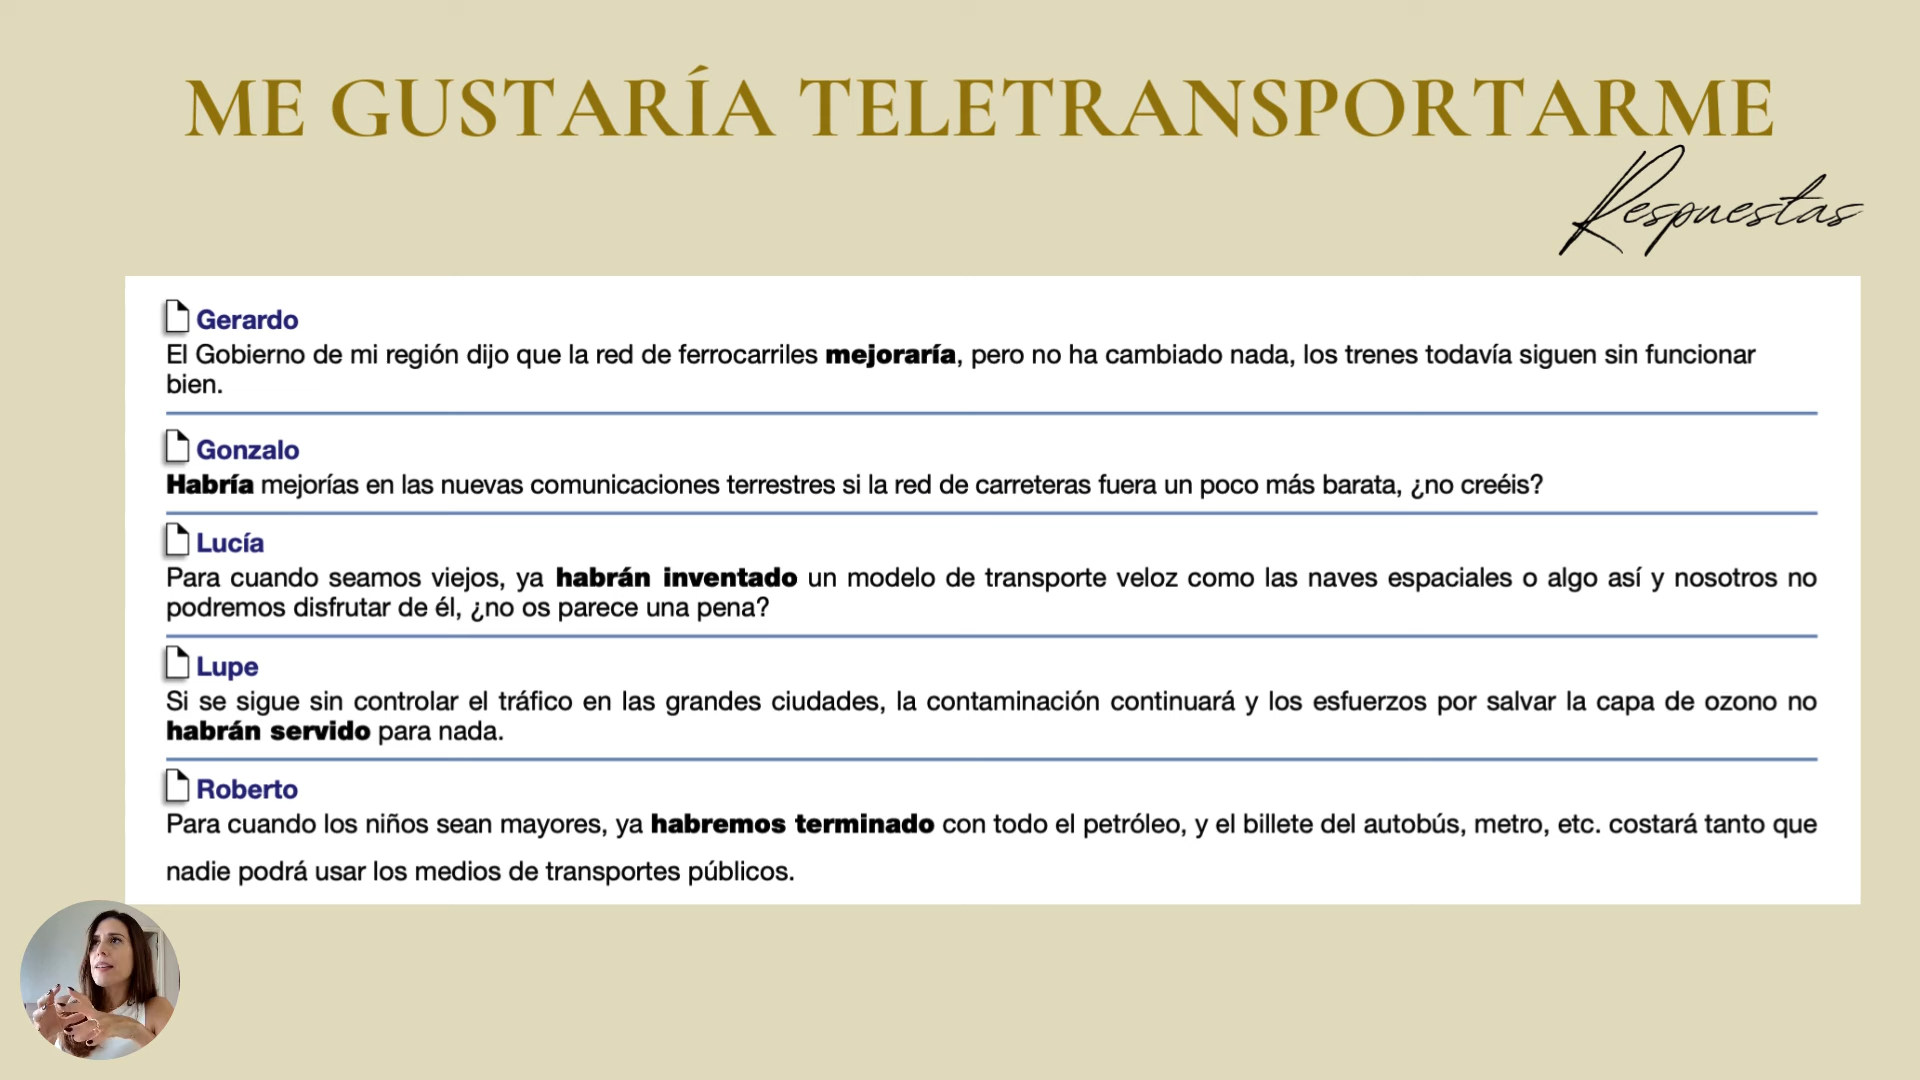 ME GUSTARÍA TELETRANSPORTARME
Respuestas
Gerardo
El Gobierno de mi región dijo que la red de ferrocarriles mejoraría, pero no ha cambiado nada, los trenes todavía siguen sin funcionar
bien.
Gonzalo
Habría mejorías en las nuevas comunicaciones terrestres si la red de carreteras fuera un poco más barata, ¿no creéis?
Lucía
Para cuando seamos viejos, ya habrán inventado un modelo de transporte veloz como las naves espaciales o algo así y nosotros no
podremos disfrutar de él, ¿no os parece una pena?
Lupe
Si se sigue sin controlar el tráfico en las grandes ciudades, la contaminación continuará y los esfuerzos por salvar la capa de ozono no
habrán servido para nada.
Roberto
Para cuando los niños sean mayores, ya habremos terminado con todo el petróleo, y el billete del autobús, metro, etc. costará tanto que
nadie podrá usar los medios de transportes públicos.